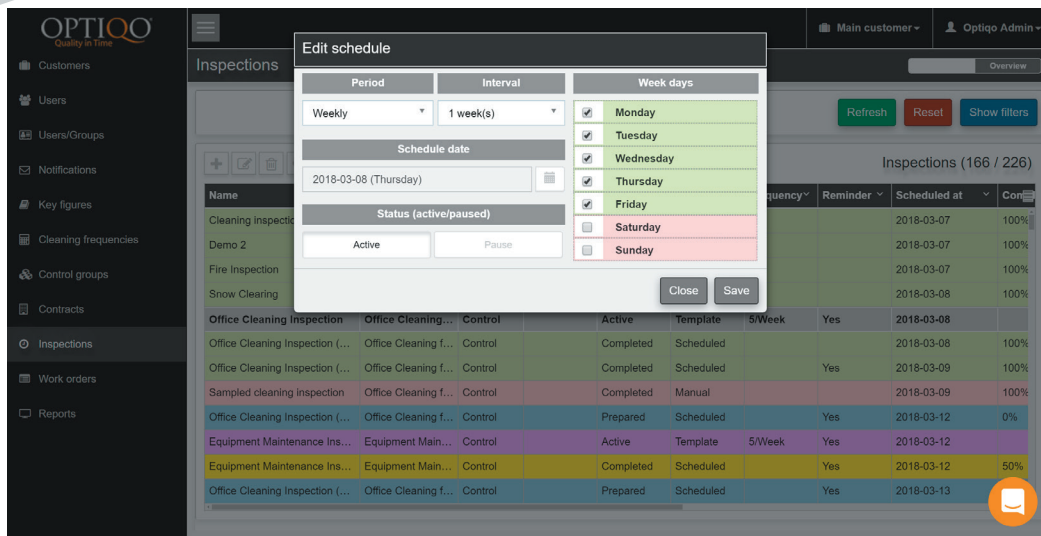 OPTIQO
Quality in Time
Main customer
Optiqo Admin
Customers
Users
Users/Groups
Notifications
Key figures
Cleaning frequencies
Control groups
Contracts
Inspections
Work orders
Reports
Inspections
Overview
Refresh Reset Show filters
Inspections (166 / 226)
Edit schedule
Period Interval Week days
Weekly 1 week(s)
Schedule date
2018-03-08 (Thursday)
Status (active/paused)
Active Pause
Monday
Tuesday
Wednesday
Thursday
Friday
Saturday
Sunday
Close Save
Name Reminder Scheduled at
Cleaning 2018-03-07 100%
Demo 2 2018-03-07 100%
Fire Inspection 2018-03-07 100%
Snow Clearing 2018-03-08 100%
Office Cleaning Inspection Office Cleaning... Control Active Template 5/Week Yes 2018-03-08
Office Cleaning Inspection (... Office Cleaning f... Control Completed Scheduled 2018-03-08 100%
Office Cleaning Inspection (... Office Cleaning f... Control Completed Scheduled Yes 2018-03-09 100%
Sampled cleaning inspection Office Cleaning f... Control Completed Manual 2018-03-09 100%
Office Cleaning Inspection (... Office Cleaning f... Control Prepared Scheduled Yes 2018-03-12 0%
Equipment Maintenance Ins... Equipment Main... Control Active Template 5/Week Yes 2018-03-12
Equipment Maintenance Ins... Equipment Main... Control Completed Scheduled Yes 2018-03-12 50%
Office Cleaning Inspection (... Office Cleaning f... Control Prepared Scheduled Yes 2018-03-13